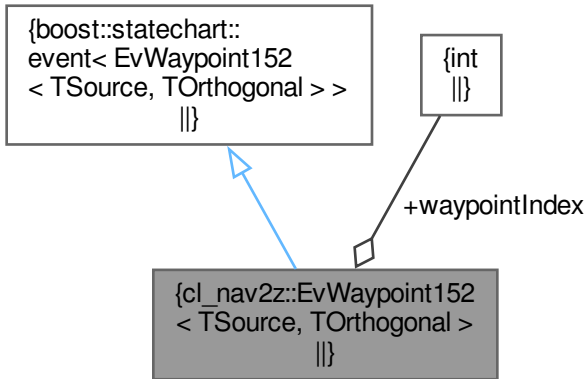 {boost::statechart::
event< EvWaypoint152
< TSource, TOrthogonal > >
||}
{int
||}
+waypointIndex
{cl_nav2z::EvWaypoint152
< TSource, TOrthogonal >
||}